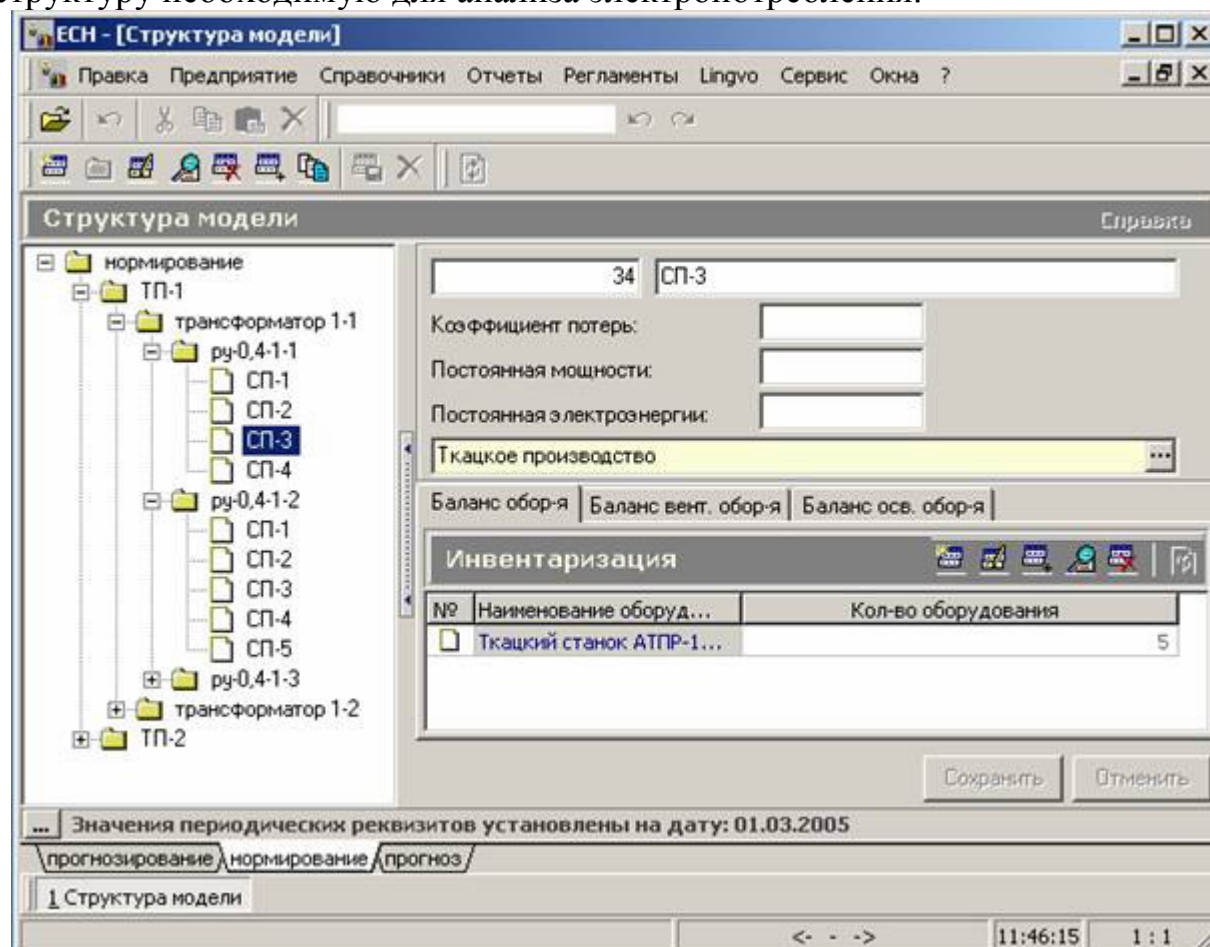 структуру необходимую для анализа электропотребления.
ЕСН - [Структура модели]
Правка Предприятие Справочники Отчеты Регламенты Lingvo Сервис Окна ?
Структура модели Справка
нормирование
ТП-1
трансформатор 1-1
ру-0,4-1-1
СП-1
СП-2
СП-3
СП-4
ру-0,4-1-2
СП-1
СП-2
СП-3
СП-4
СП-5
ру-0,4-1-3
трансформатор 1-2
ТП-2
34 СП-3
Коэффициент потерь:
Постоянная мощности:
Постоянная электроэнергии:
Ткацкое производство ...
Баланс обор-я Баланс вент. обор-я Баланс осв. обор-я
Инвентаризация
№ Наименование оборуд... Кол-во оборудования
Ткацкий станок АТПР-1... 5
Сохранить Отменить
... Значения периодических реквизитов установлены на дату: 01.03.2005
прогнозирование нормирование прогноз
1 Структура модели
<- - -> 11:46:15 1 : 1